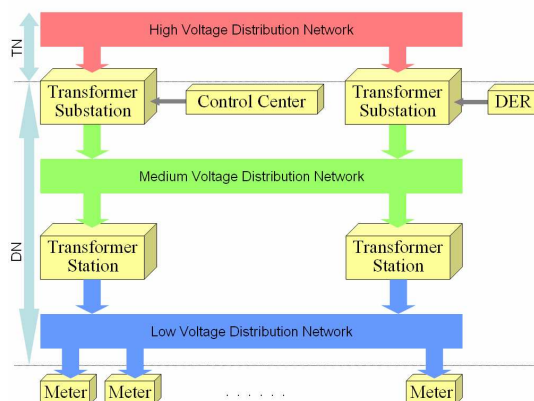 TN
High Voltage Distribution Network
Transformer
Substation
Control Center
Transformer
Substation
DER
DN
Medium Voltage Distribution Network
Transformer
Station
Transformer
Station
Low Voltage Distribution Network
Meter
Meter
. . . . . .
Meter